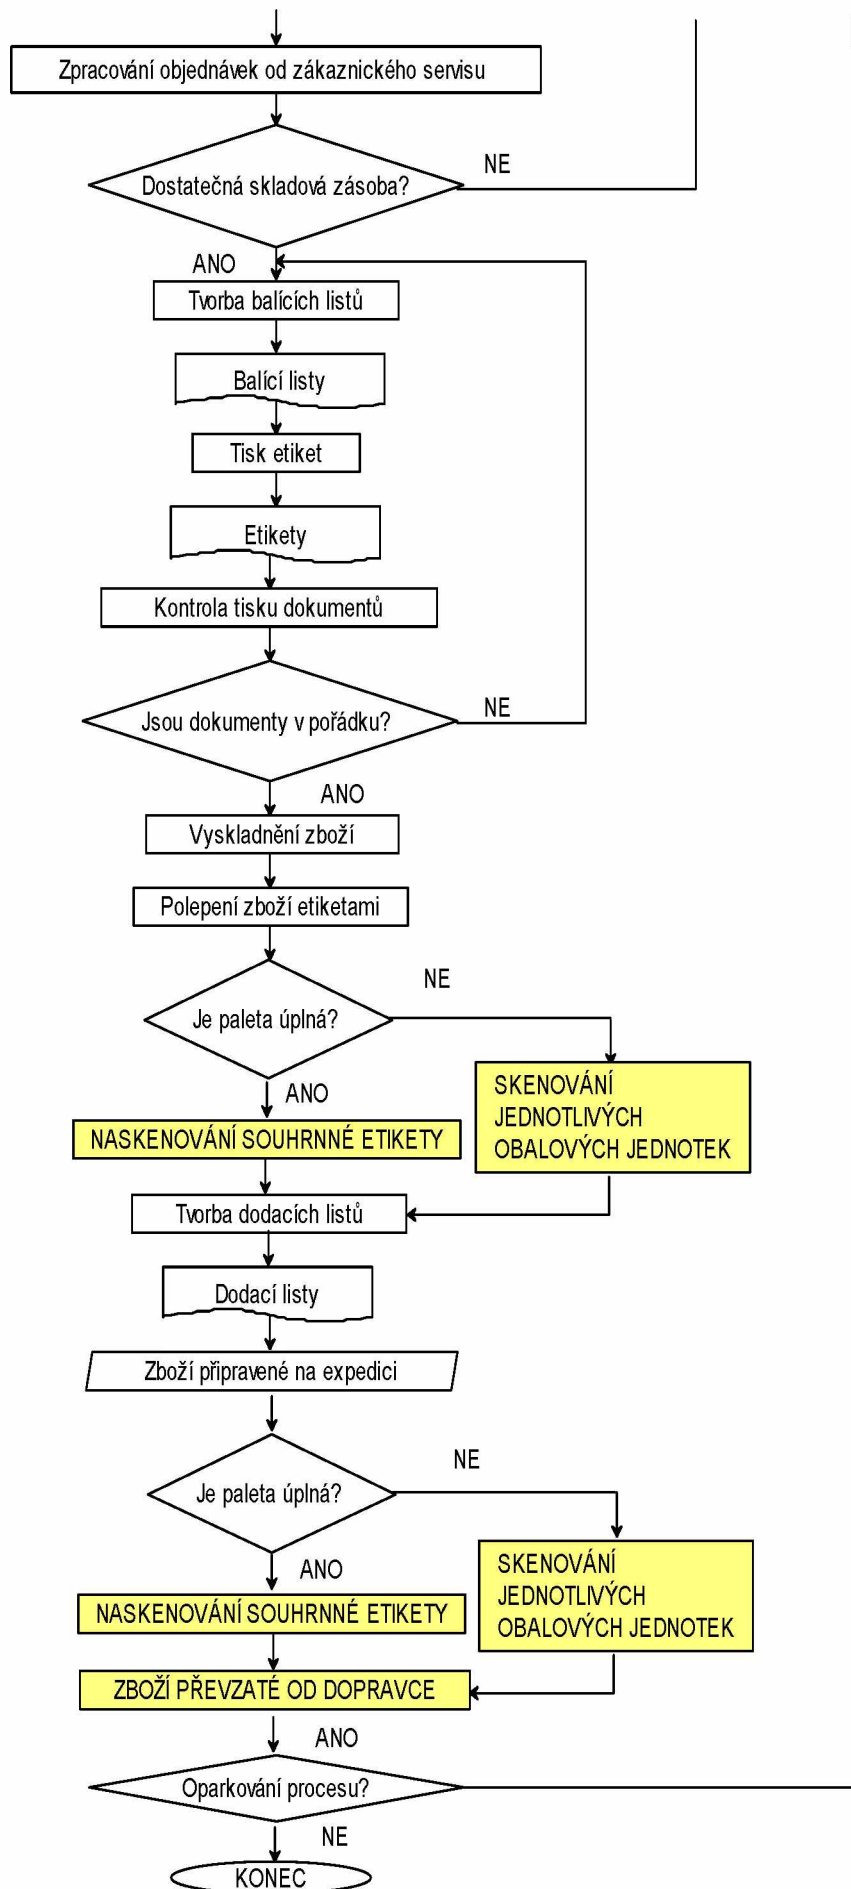 Zpracování objednávek od zákaznického servisu
NE
Dostatečná skladová zásoba?
ANO
Tvorba balících listů
Balící listy
Tisk etiket
Etikety
Kontrola tisku dokumentů
NE
Jsou dokumenty v pořádku?
ANO
Vyskladnění zboží
Polepení zboží etiketami
NE
Je paleta úplná?
ANO
SKENOVÁNÍ
JEDNOTLIVÝCH
OBALOVÝCH JEDNOTEK
NASKENOVÁNÍ SOUHRNNÉ ETIKETY
Tvorba dodacích listů
Dodací listy
Zboží připravené na expedici
NE
Je paleta úplná?
ANO
SKENOVÁNÍ
JEDNOTLIVÝCH
OBALOVÝCH JEDNOTEK
NASKENOVÁNÍ SOUHRNNÉ ETIKETY
ZBOŽÍ PŘEVZATÉ OD DOPRAVCE
ANO
Oparkování procesu?
NE
KONEC